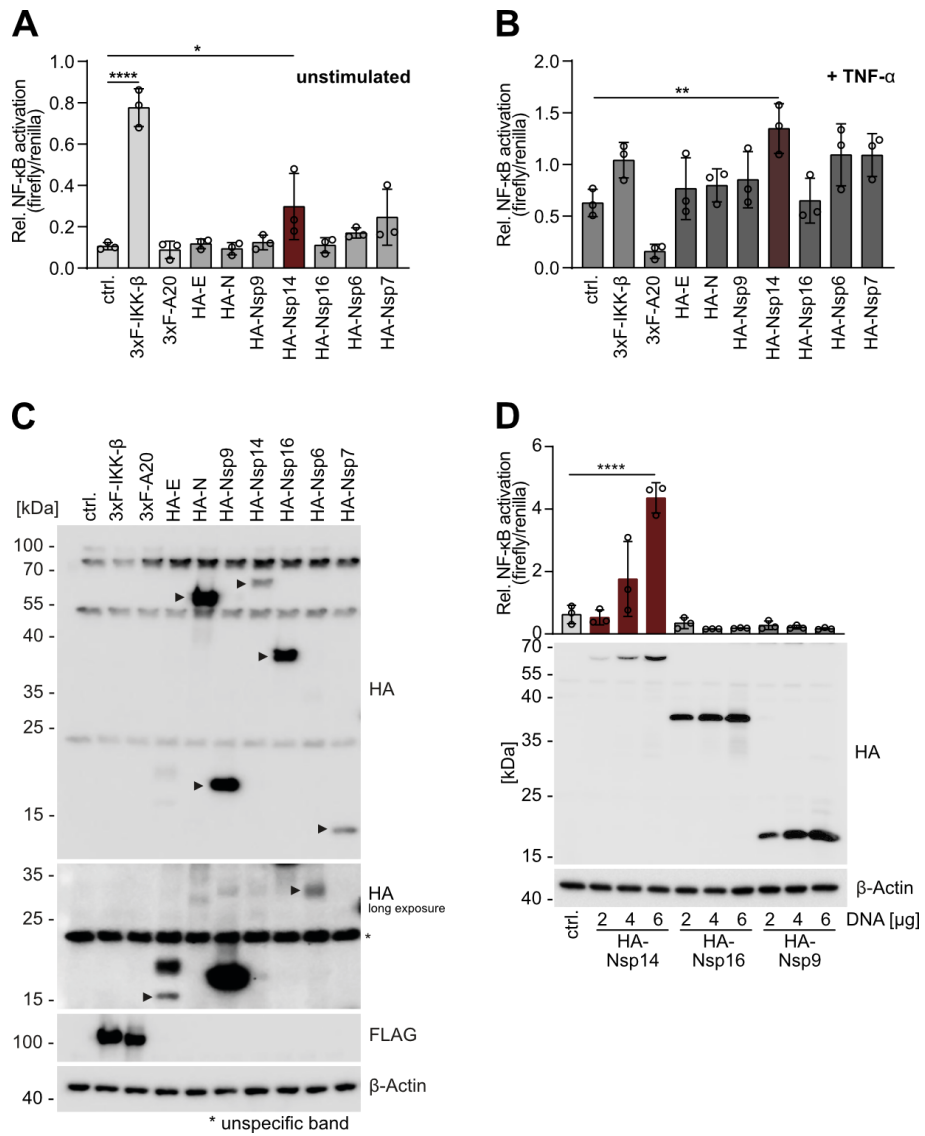 A
Rel. NF-κB activation
(firefly/renilla)
1.0
0.8
0.6
0.4
0.2
0.0
*
****
unstimulated
ctrl.
3xF-IKK-β
3xF-A20
HA-E
HA-N
HA-Nsp9
HA-Nsp14
HA-Nsp16
HA-Nsp6
HA-Nsp7
B
Rel. NF-κB activation
(firefly/renilla)
2.0
1.5
1.0
0.5
0.0
**
+ TNF-α
ctrl.
3xF-IKK-β
3xF-A20
HA-E
HA-N
HA-Nsp9
HA-Nsp14
HA-Nsp16
HA-Nsp6
HA-Nsp7
C
[kDa]
ctrl.
3xF-IKK-β
3xF-A20
HA-E
HA-N
HA-Nsp9
HA-Nsp14
HA-Nsp16
HA-Nsp6
HA-Nsp7
100 -
70 -
55 -
40 -
35 -
25 -
15 -
HA
35 -
25 -
15 -
HA
long exposure
*
100 -
FLAG
40 -
β-Actin
* unspecific band
D
Rel. NF-κB activation
(firefly/renilla)
6
4
2
0
****
[kDa]
70 -
55 -
40 -
35 -
25 -
15 -
HA
40 -
β-Actin
ctrl.
2 4 6 2 4 6 2 4 6 DNA [μg]
HA- HA- HA-
Nsp14 Nsp16 Nsp9